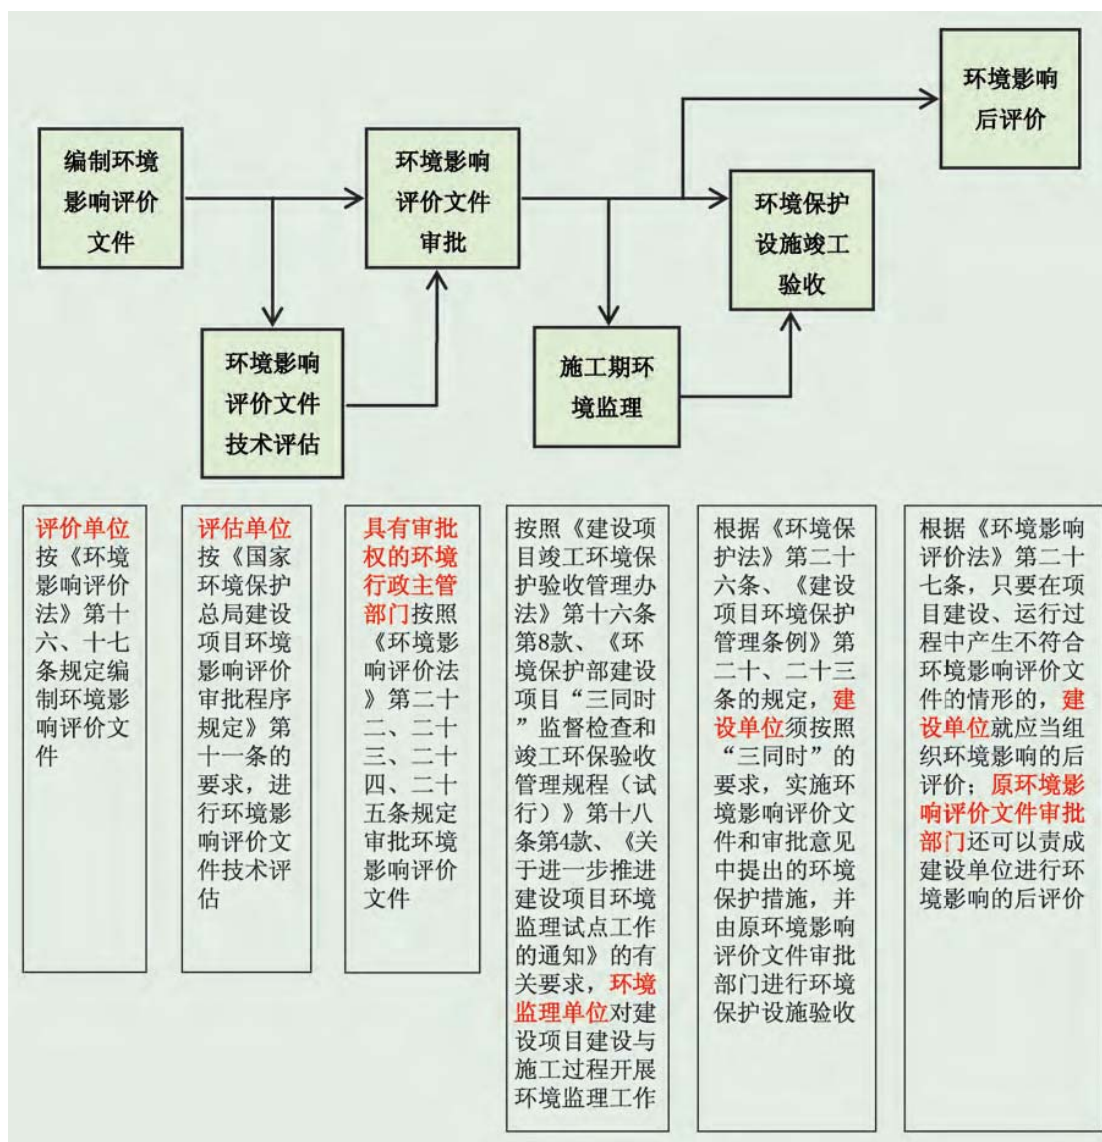 环境影响
后评价
编制环境
影响评价
文件
环境影响
评价文件
审批
环境保护
设施竣工
验收
环境影响
评价文件
技术评估
施工期环
境监理
评价单位
按《环境
影响评价
法》第十
六、十七
条规定编
制环境影
响评价文
件
评估单位
按《国家
环境保护
总局建设
项目环境
影响评价
审批程序
规定》第
十一条的
要求，进
行环境影
响评价文
件技术评
估
具有审批
权的环境
行政主管
部门按照
《环境影
响评价法
》第二十
二、二十
三、二十
四、二十
五条规定
审批环境
影响评价
文件
按照《建设项
目竣工环境保
护验收管理办
法》第十六条
第8款、《环
境保护部建设
项目“三同时
”监督检查和
竣工环保验收
管理规程（试
行）》第十八
条第4款、《关
于进一步推进
建设项目环境
监理试点工作
的通知》的有
关要求，环境
监理单位对建
设项目建设与
施工过程开展
环境监理工作
根据《环境保
护法》第二十
六条、《建设
项目环境保护
管理条例》第
二十、二十三
条的规定，建
设单位须按照
“三同时”的
要求，实施环
境影响评价文
件和审批意见
中提出的环境
保护措施，并
由原环境影响
评价文件审批
部门进行环境
保护设施验收
根据《环境影响
评价法》第二十
七条，只要在项
目建设、运行过
程中产生不符合
环境影响评价文
件的情形的，建
设单位就应当组
织环境影响的后
评价；原环境影
响评价文件审批
部门还可以责成
建设单位进行环
境影响的后评价